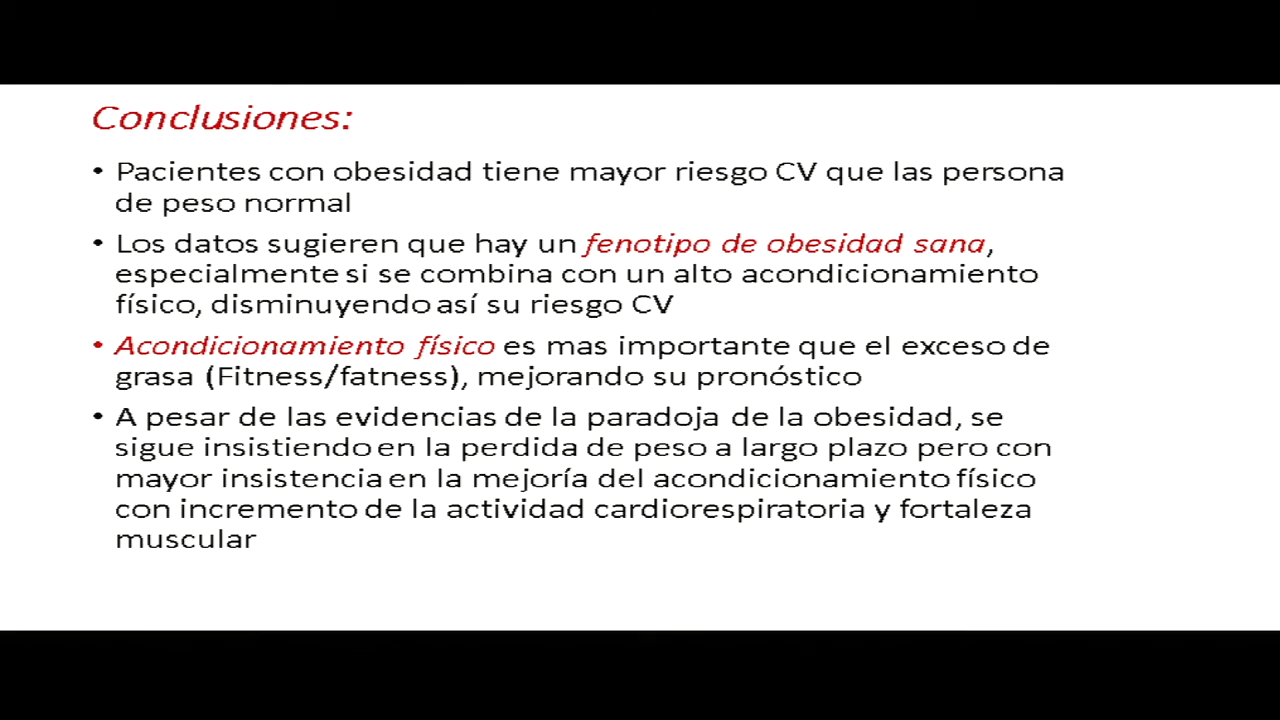 Conclusiones:
• Pacientes con obesidad tiene mayor riesgo CV que las persona
de peso normal
• Los datos sugieren que hay un fenotipo de obesidad sana,
especialmente si se combina con un alto acondicionamiento
físico, disminuyendo así su riesgo CV
• Acondicionamiento físico es mas importante que el exceso de
grasa (Fitness/fatness), mejorando su pronóstico
• A pesar de las evidencias de la paradoja de la obesidad, se
sigue insistiendo en la perdida de peso a largo plazo pero con
mayor insistencia en la mejoría del acondicionamiento físico
con incremento de la actividad cardiorespiratoria y fortaleza
muscular